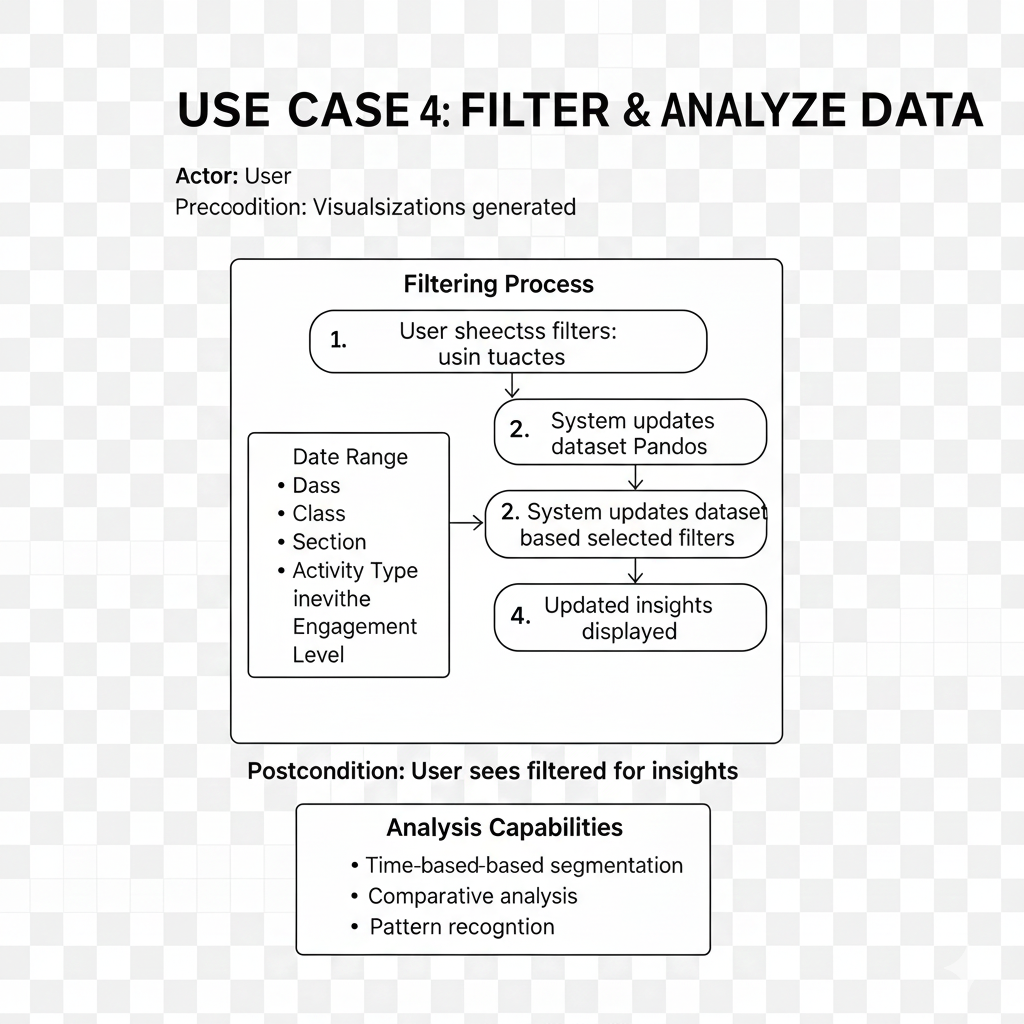 USE CASE 4: FILTER & ANALYZE DATA
Actor: User
Preccodition: Visualsizations generated
Filtering Process
1. User sheectss filters:
usin tuactes
2. System updates
dataset Pandos
Date Range
• Dass
• Class
• Section
• Activity Type
inevithe
Engagement
Level
2. System updates dataset
based selected filters
4. Updated insights
displayed
Postcondition: User sees filtered for insights
Analysis Capabilities
• Time-based-based segmentation
• Comparative analysis
• Pattern recogntion